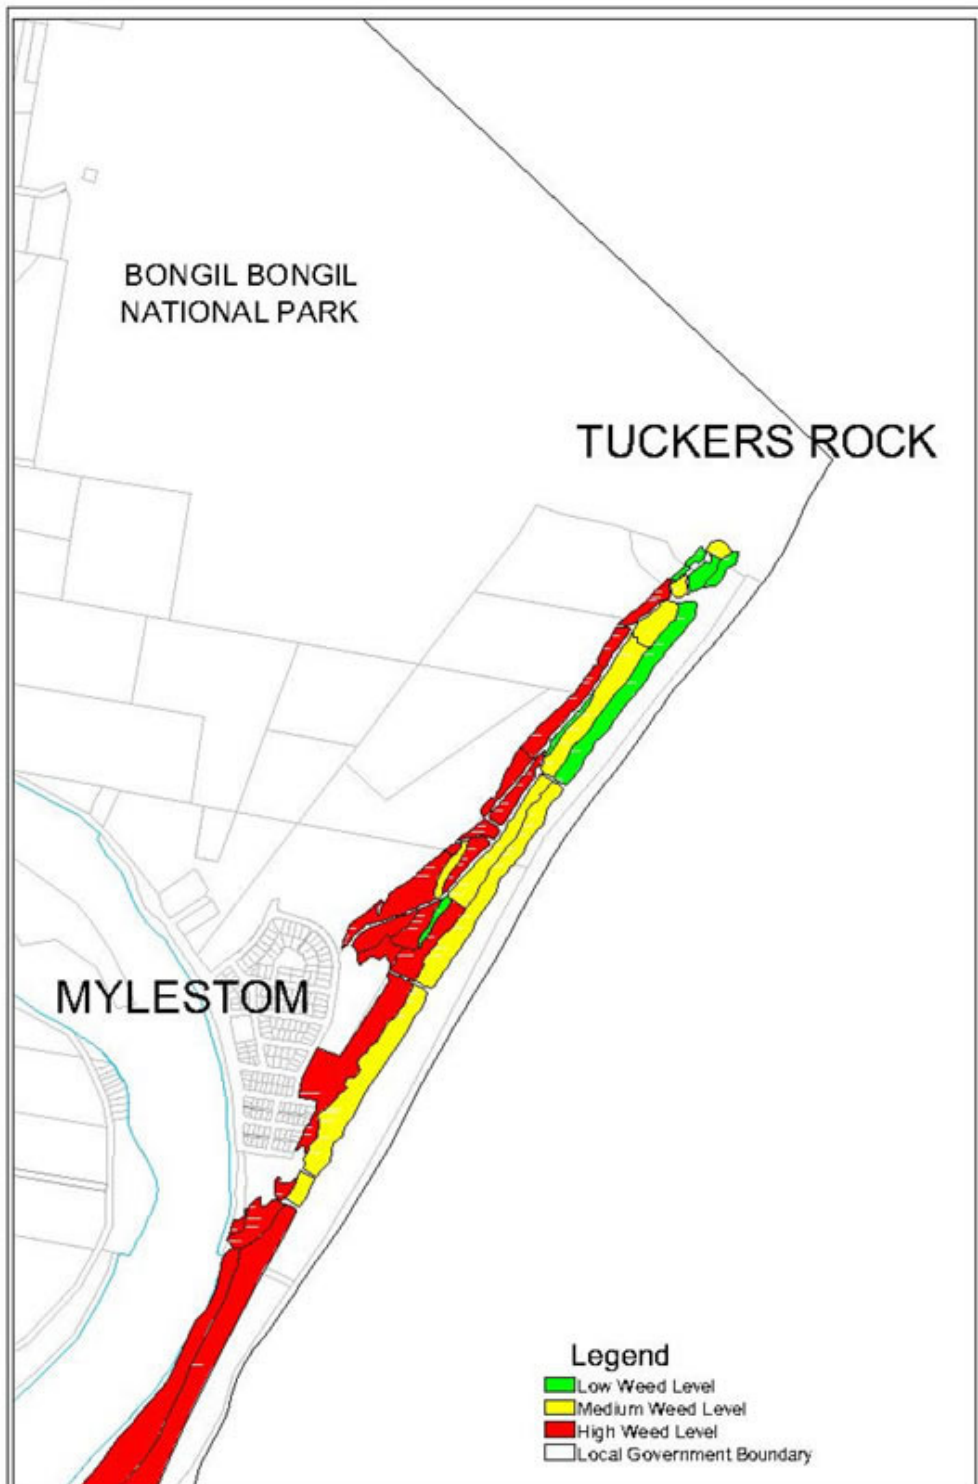 BONGIL BONGIL
NATIONAL PARK
TUCKERS ROCK
MYLESTOM
Legend
Low Weed Level
Medium Weed Level
High Weed Level
Local Government Boundary